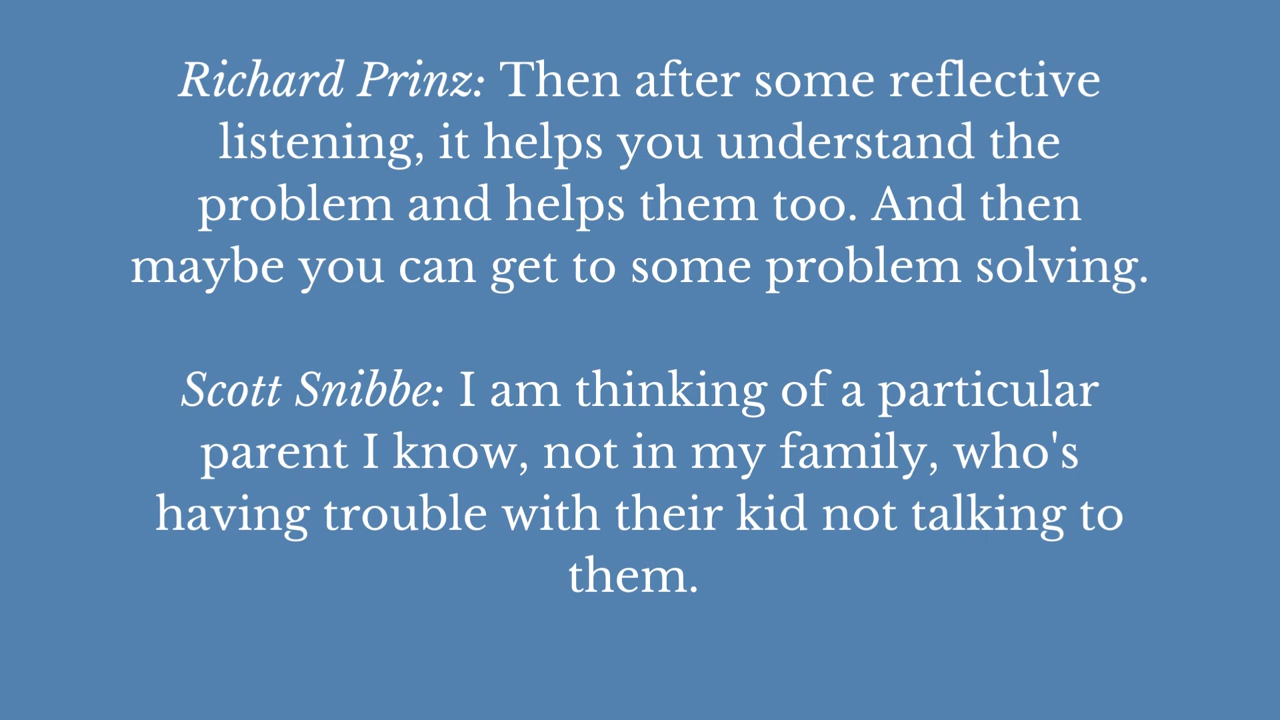 Richard Prinz: Then after some reflective
listening, it helps you understand the
problem and helps them too. And then
maybe you can get to some problem solving.
Scott Snibbe: I am thinking of a particular
parent I know, not in my family, who's
having trouble with their kid not talking to
them.